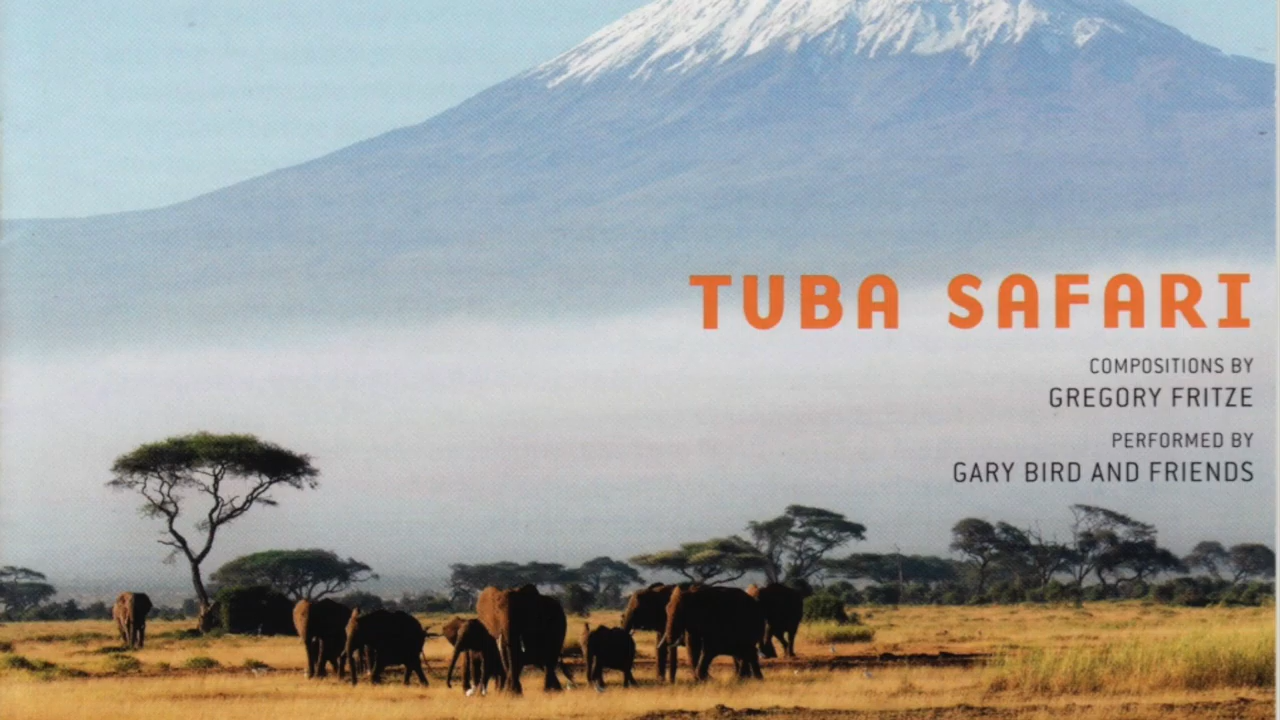 TUBA SAFARI
COMPOSITIONS BY
GREGORY FRITZE
PERFORMED BY
GARY BIRD AND FRIENDS